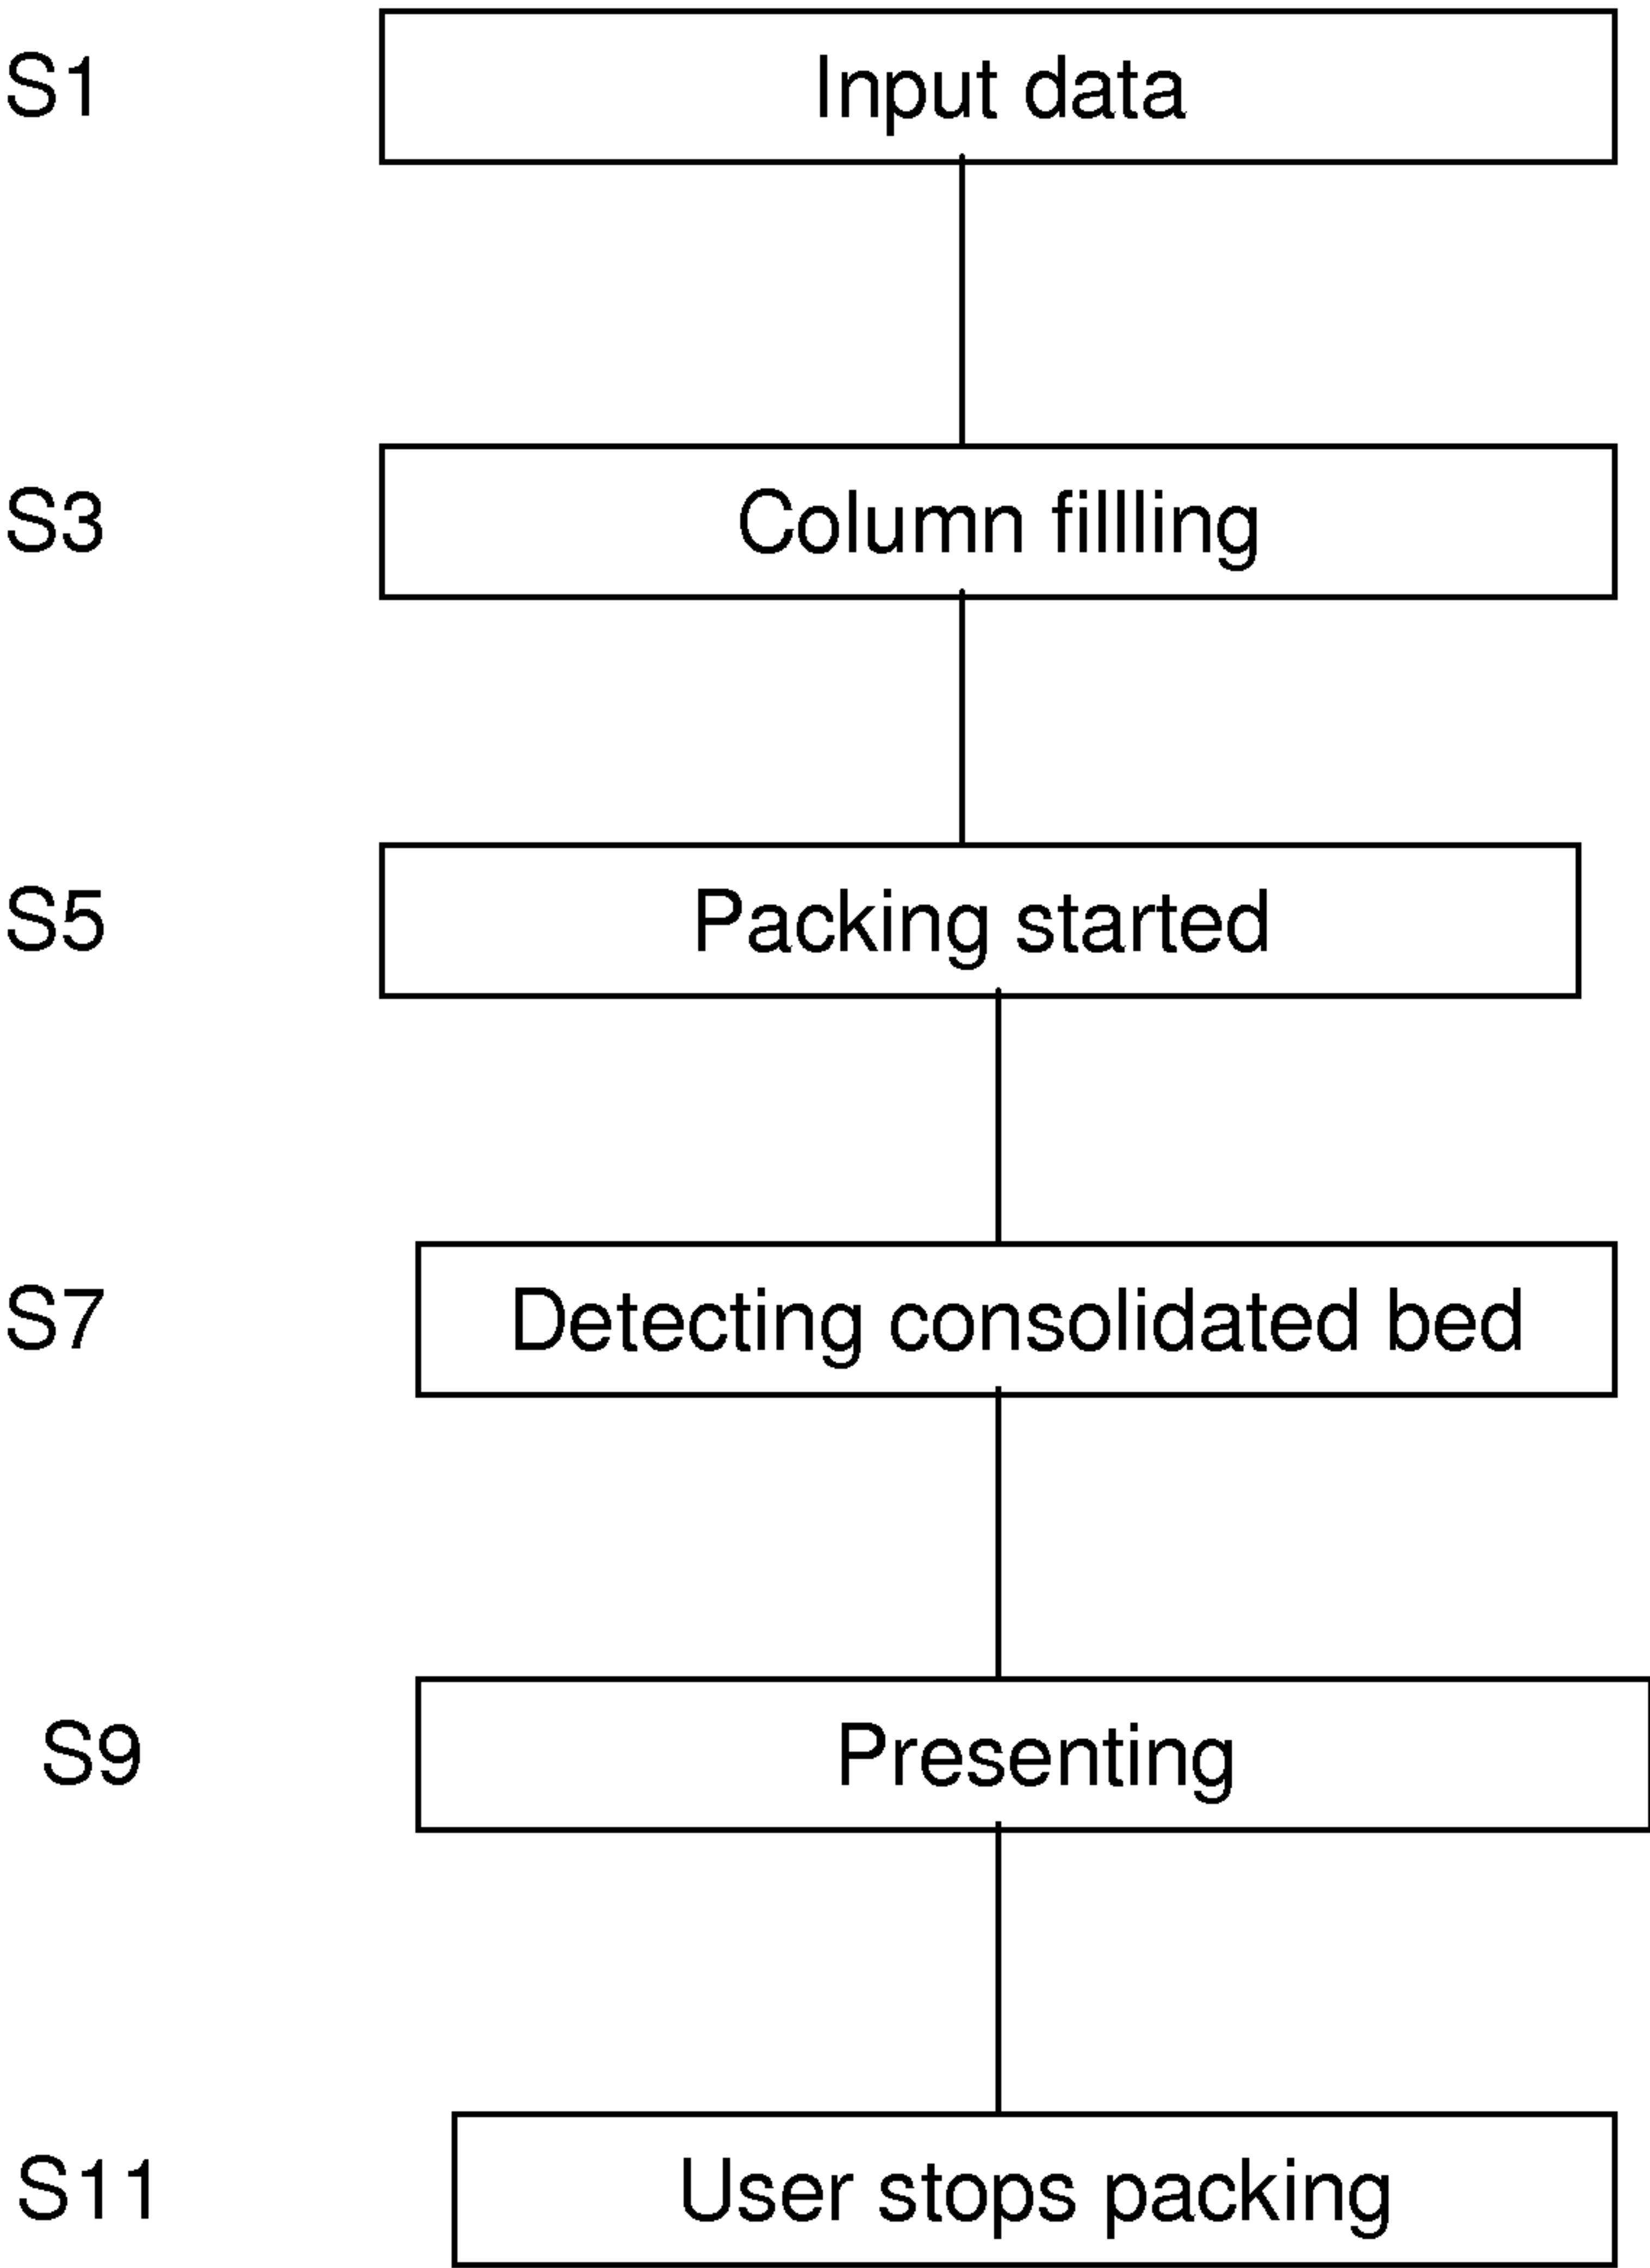 S1 Input data
S3 Column fillling
S5 Packing started
S7 Detecting consolidated bed
S9 Presenting
S11 User stops packing